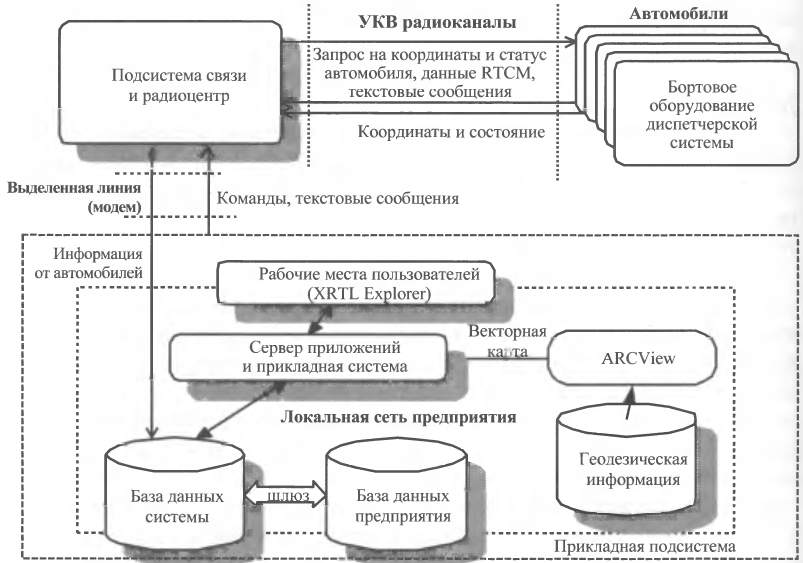 УКВ радиоканалы
Автомобили
Подсистема связи
и радиоцентр
Запрос на координаты и статус
автомобиля, данные RTCM,
текстовые сообщения
Координаты и состояние
Бортовое
оборудование
диспетчерской
системы
Выделенная линия
(модем)
Команды, текстовые сообщения
Информация
от автомобилей
Рабочие места пользователей
(XRTL Explorer)
Сервер приложений
и прикладная система
Векторная
карта
ARCView
Локальная сеть предприятия
База данных
системы
шлюз
База данных
предприятия
Геодезическая
информация
Прикладная подсистема